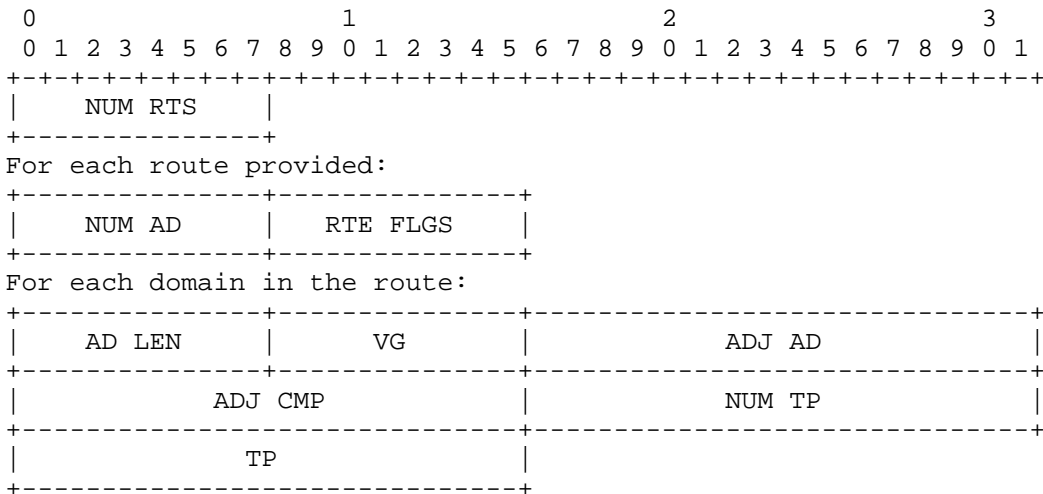 0                   1                   2                   3
 0 1 2 3 4 5 6 7 8 9 0 1 2 3 4 5 6 7 8 9 0 1 2 3 4 5 6 7 8 9 0 1
+-+-+-+-+-+-+-+-+-+-+-+-+-+-+-+-+-+-+-+-+-+-+-+-+-+-+-+-+-+-+-+-+
|    NUM RTS    |
+---------------+
For each route provided:
+---------------+---------------+
|    NUM AD     |   RTE FLGS    |
+---------------+---------------+
For each domain in the route:
+---------------+---------------+-------------------------------+
|    AD LEN     |      VG       |            ADJ AD             |
+---------------+---------------+-------------------------------+
|            ADJ CMP            |            NUM TP             |
+-------------------------------+-------------------------------+
|              TP               |
+-------------------------------+